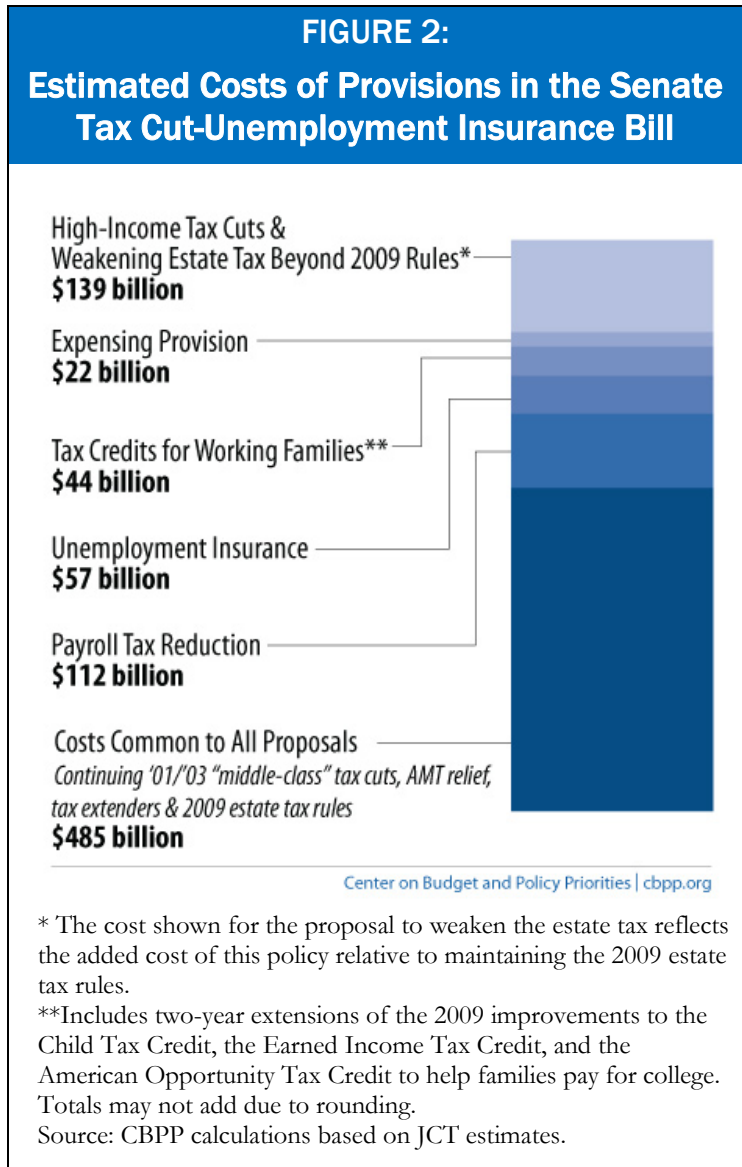 FIGURE 2:
Estimated Costs of Provisions in the Senate
Tax Cut-Unemployment Insurance Bill
High-Income Tax Cuts &
Weakening Estate Tax Beyond 2009 Rules*
$139 billion
Expensing Provision
$22 billion
Tax Credits for Working Families**
$44 billion
Unemployment Insurance
$57 billion
Payroll Tax Reduction
$112 billion
Costs Common to All Proposals
Continuing '01/'03 "middle-class" tax cuts, AMT relief,
tax extenders & 2009 estate tax rules
$485 billion
Center on Budget and Policy Priorities | cbpp.org
* The cost shown for the proposal to weaken the estate tax reflects
the added cost of this policy relative to maintaining the 2009 estate
tax rules.
**Includes two-year extensions of the 2009 improvements to the
Child Tax Credit, the Earned Income Tax Credit, and the
American Opportunity Tax Credit to help families pay for college.
Totals may not add due to rounding.
Source: CBPP calculations based on JCT estimates.